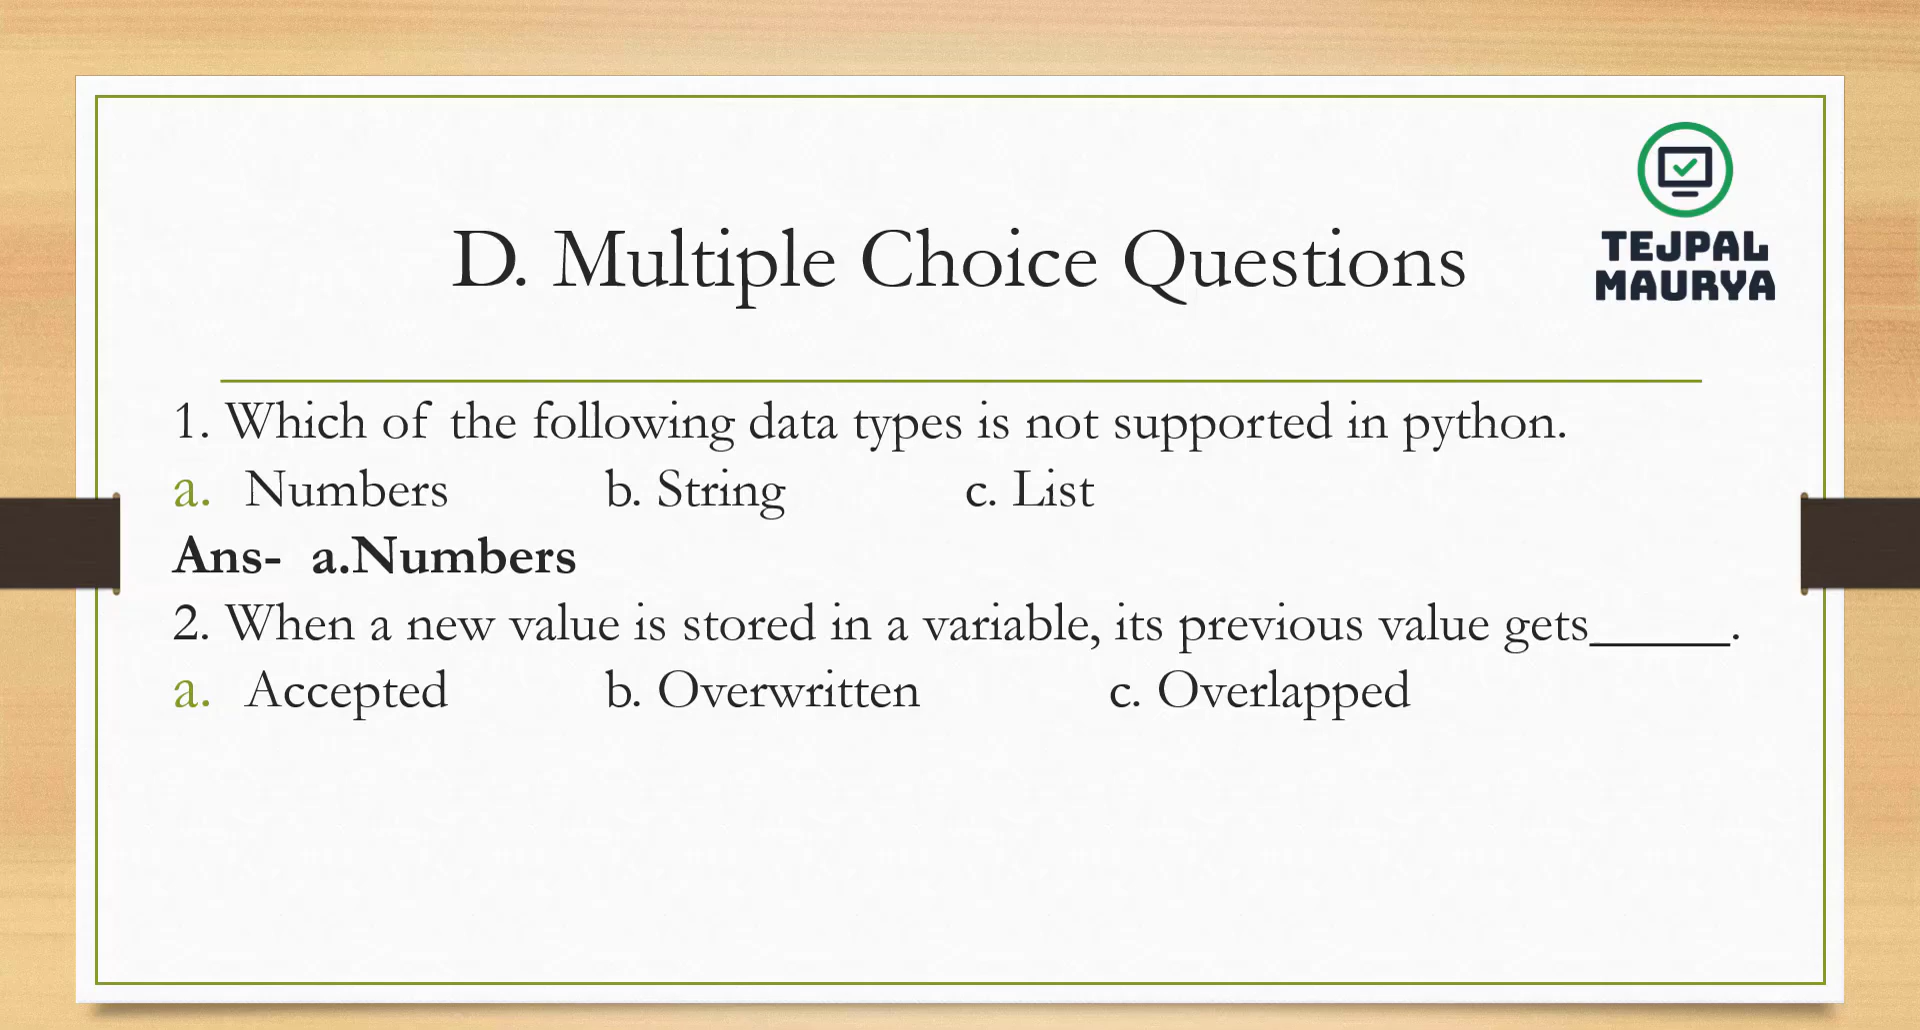 TEJPAL
MAURYA
D. Multiple Choice Questions
1. Which of the following data types is not supported in python.
a. Numbers b. String c. List
Ans- a.Numbers
2. When a new value is stored in a variable, its previous value gets______.
a. Accepted b. Overwritten c. Overlapped